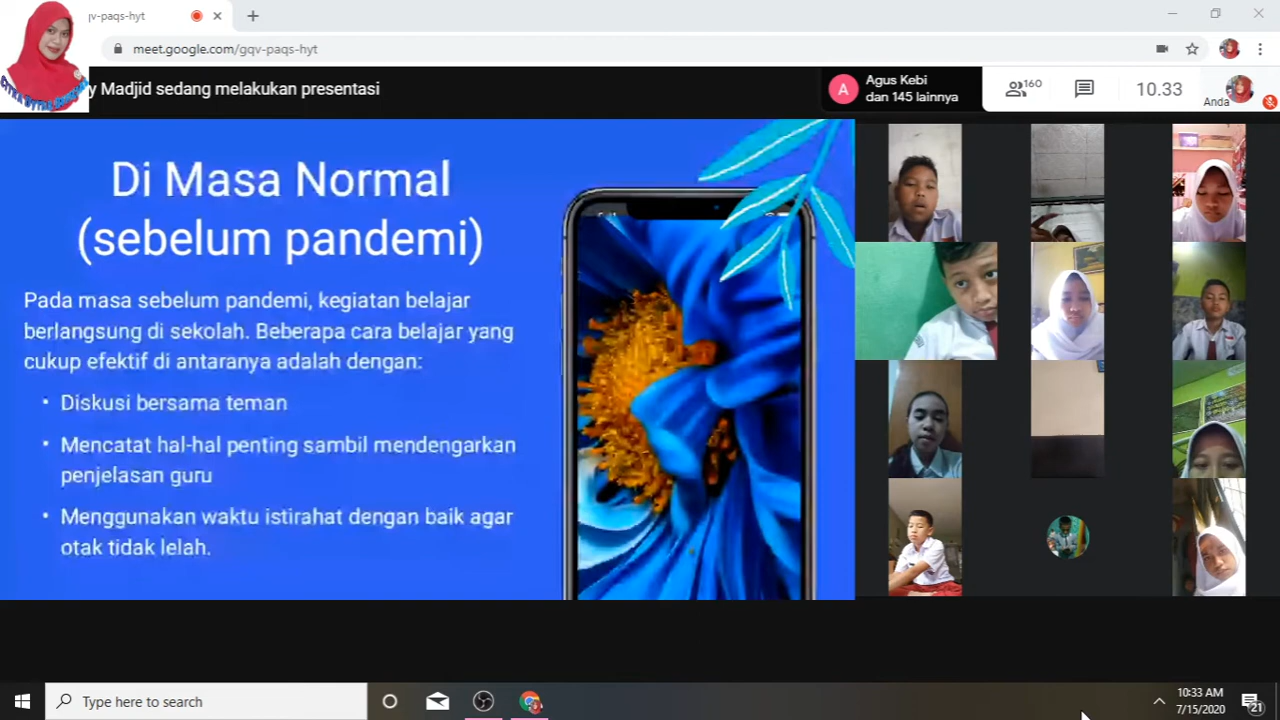 qv-paqs-hyt
meet.google.com/gqv-paqs-hyt
y Madjid sedang melakukan presentasi
Agus Kebi
dan 145 lainnya
A
160
10.33
Anda
Di Masa Normal
(sebelum pandemi)
Pada masa sebelum pandemi, kegiatan belajar
berlangsung di sekolah. Beberapa cara belajar yang
cukup efektif di antaranya adalah dengan:
• Diskusi bersama teman
• Mencatat hal-hal penting sambil mendengarkan
penjelasan guru
• Menggunakan waktu istirahat dengan baik agar
otak tidak lelah.
Type here to search
10:33 AM
7/15/2020
21